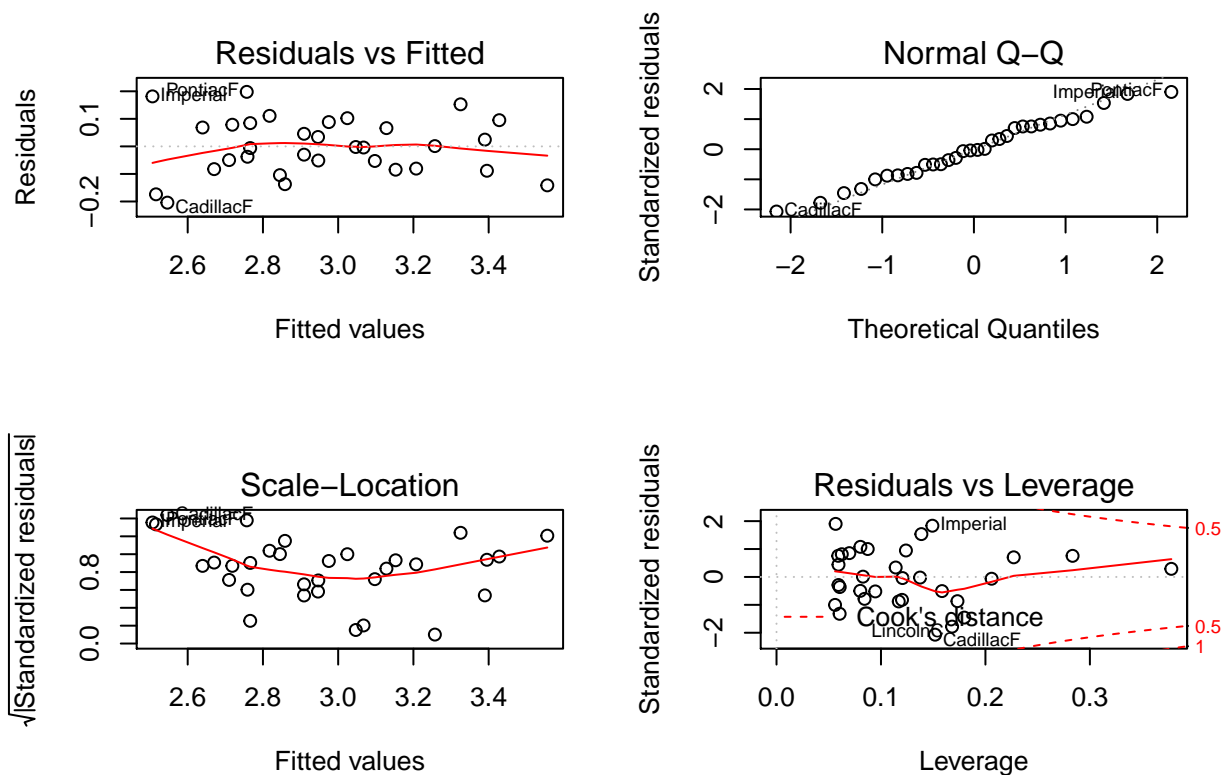 Residuals vs Fitted
Residuals
0.1
−0.2
PontiacF
Imperial
CadillacF
2.6 2.8 3.0 3.2 3.4
Fitted values
Normal Q−Q
Standardized residuals
2
0
−2
Imperial
PontiacF
CadillacF
−2 −1 0 1 2
Theoretical Quantiles
Scale−Location
√|Standardized residuals|
0.8
0.0
CadillacF
PontiacF
Imperial
2.6 2.8 3.0 3.2 3.4
Fitted values
Residuals vs Leverage
Standardized residuals
2
0
−2
Imperial
0.5
Cook's distance
Lincoln
CadillacF
0.5
1
0.0 0.1 0.2 0.3
Leverage